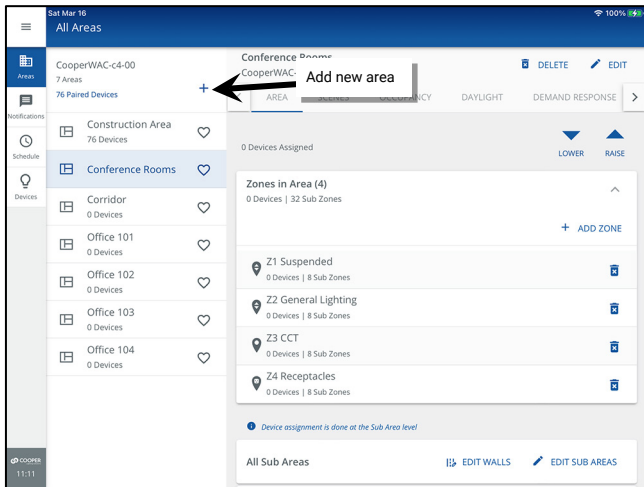 Sat Mar 16
100%
All Areas
Areas
Notifications
Schedule
Devices
COOPER
11:11
CooperWAC-c4-00
7 Areas
76 Paired Devices
+
Construction Area
76 Devices
Conference Rooms
Corridor
0 Devices
Office 101
0 Devices
Office 102
0 Devices
Office 103
0 Devices
Office 104
0 Devices
Conference Rooms
CooperWAC-
Add new area
DELETE
EDIT
AREA SCENES OCCUPANCY DAYLIGHT DEMAND RESPONSE
0 Devices Assigned
LOWER RAISE
Zones in Area (4)
0 Devices | 32 Sub Zones
+ ADD ZONE
Z1 Suspended
0 Devices | 8 Sub Zones
Z2 General Lighting
0 Devices | 8 Sub Zones
Z3 CCT
0 Devices | 8 Sub Zones
Z4 Receptacles
0 Devices | 8 Sub Zones
Device assignment is done at the Sub Area level
All Sub Areas
EDIT WALLS
EDIT SUB AREAS